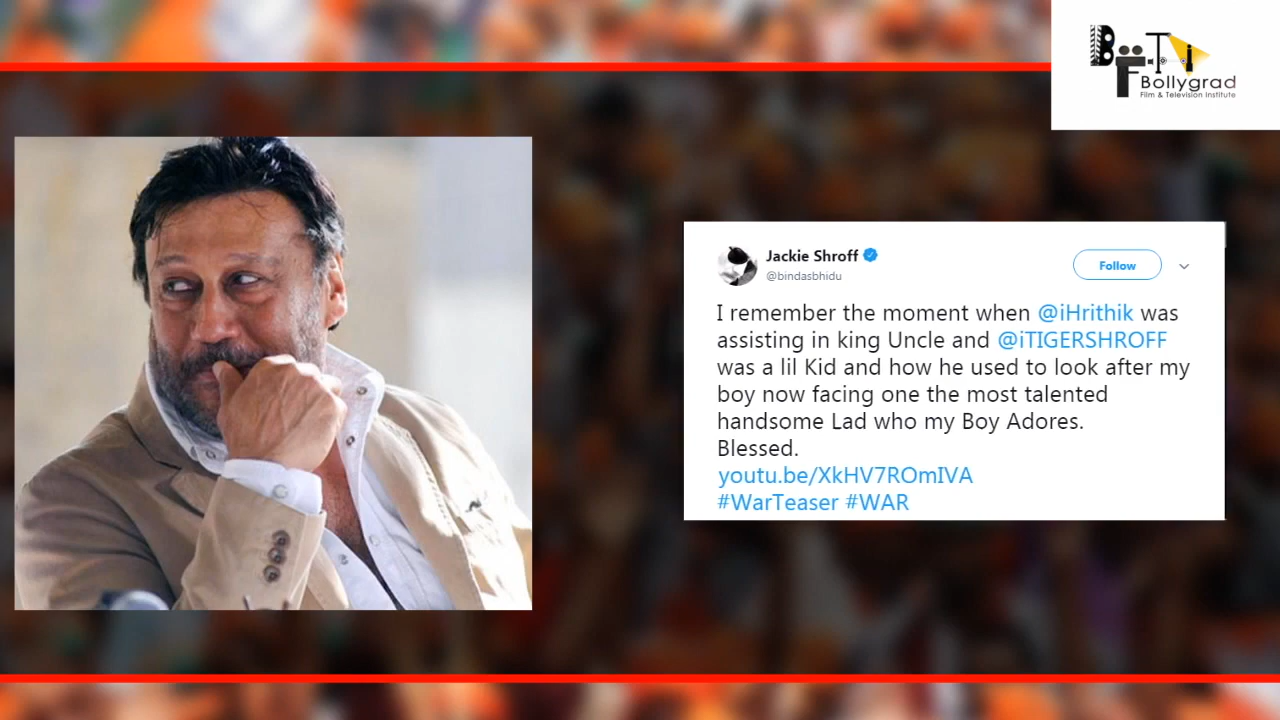 BFTI
Bollygrad
Film & Television Institute
Jackie Shroff
@bindasbhidu
Follow
I remember the moment when @iHrithik was
assisting in king Uncle and @iTIGERSHROFF
was a lil Kid and how he used to look after my
boy now facing one the most talented
handsome Lad who my Boy Adores.
Blessed.
youtu.be/XkHV7ROmIVA
#WarTeaser #WAR